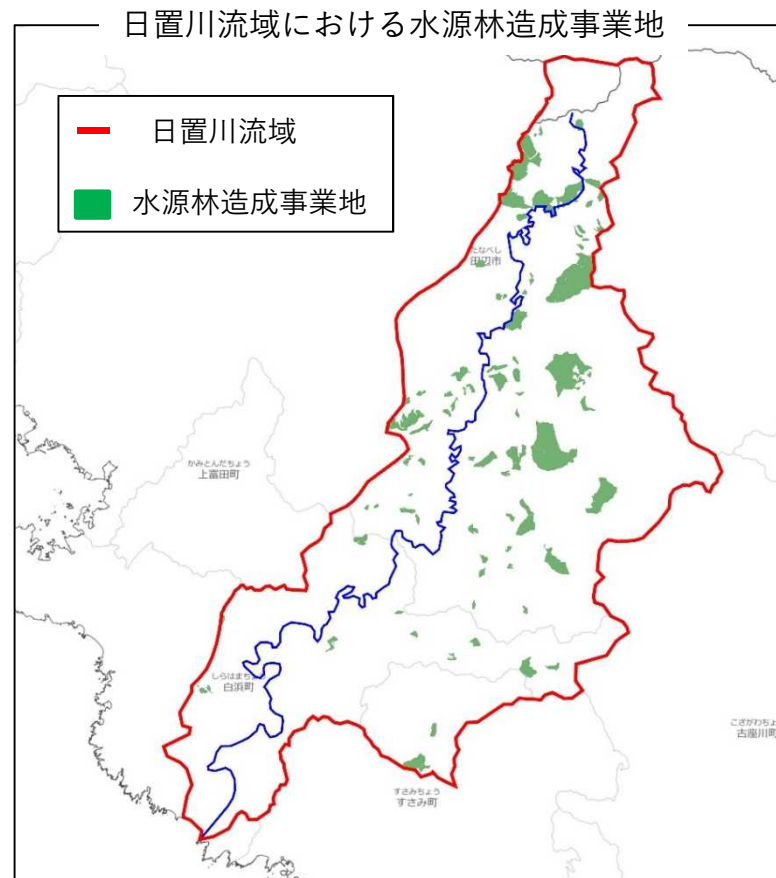 日置川流域における水源林造成事業地
日置川流域
水源林造成事業地
たなべし
田辺市
かみとんだちょう
上富田町
しらはまちょう
白浜町
こざがわちょ
古座川町
すさみちょう
すさみ町